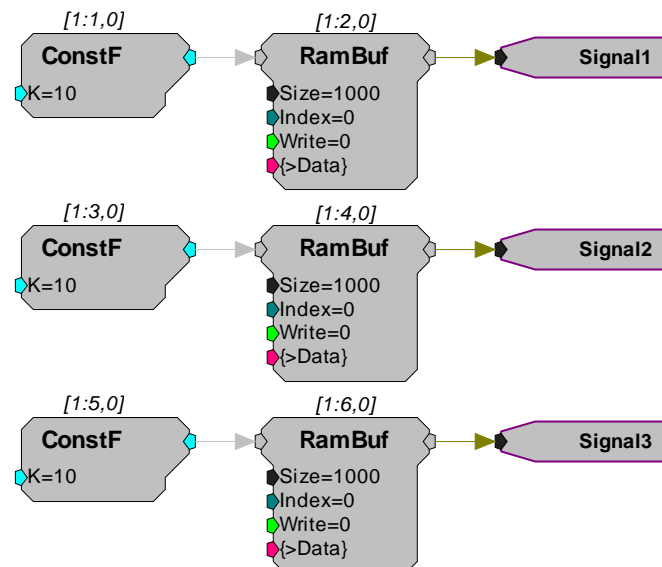 [1:1,0] [1:2,0]
ConstF RamBuf Signal1
K=10 Size=1000
Index=0
Write=0
{>Data}
[1:3,0] [1:4,0]
ConstF RamBuf Signal2
K=10 Size=1000
Index=0
Write=0
{>Data}
[1:5,0] [1:6,0]
ConstF RamBuf Signal3
K=10 Size=1000
Index=0
Write=0
{>Data}